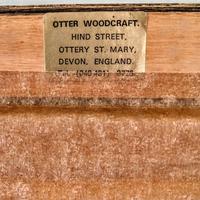 OTTER WOODCRAFT.
HIND STREET,
OTTERY ST. MARY,
DEVON, ENGLAND.